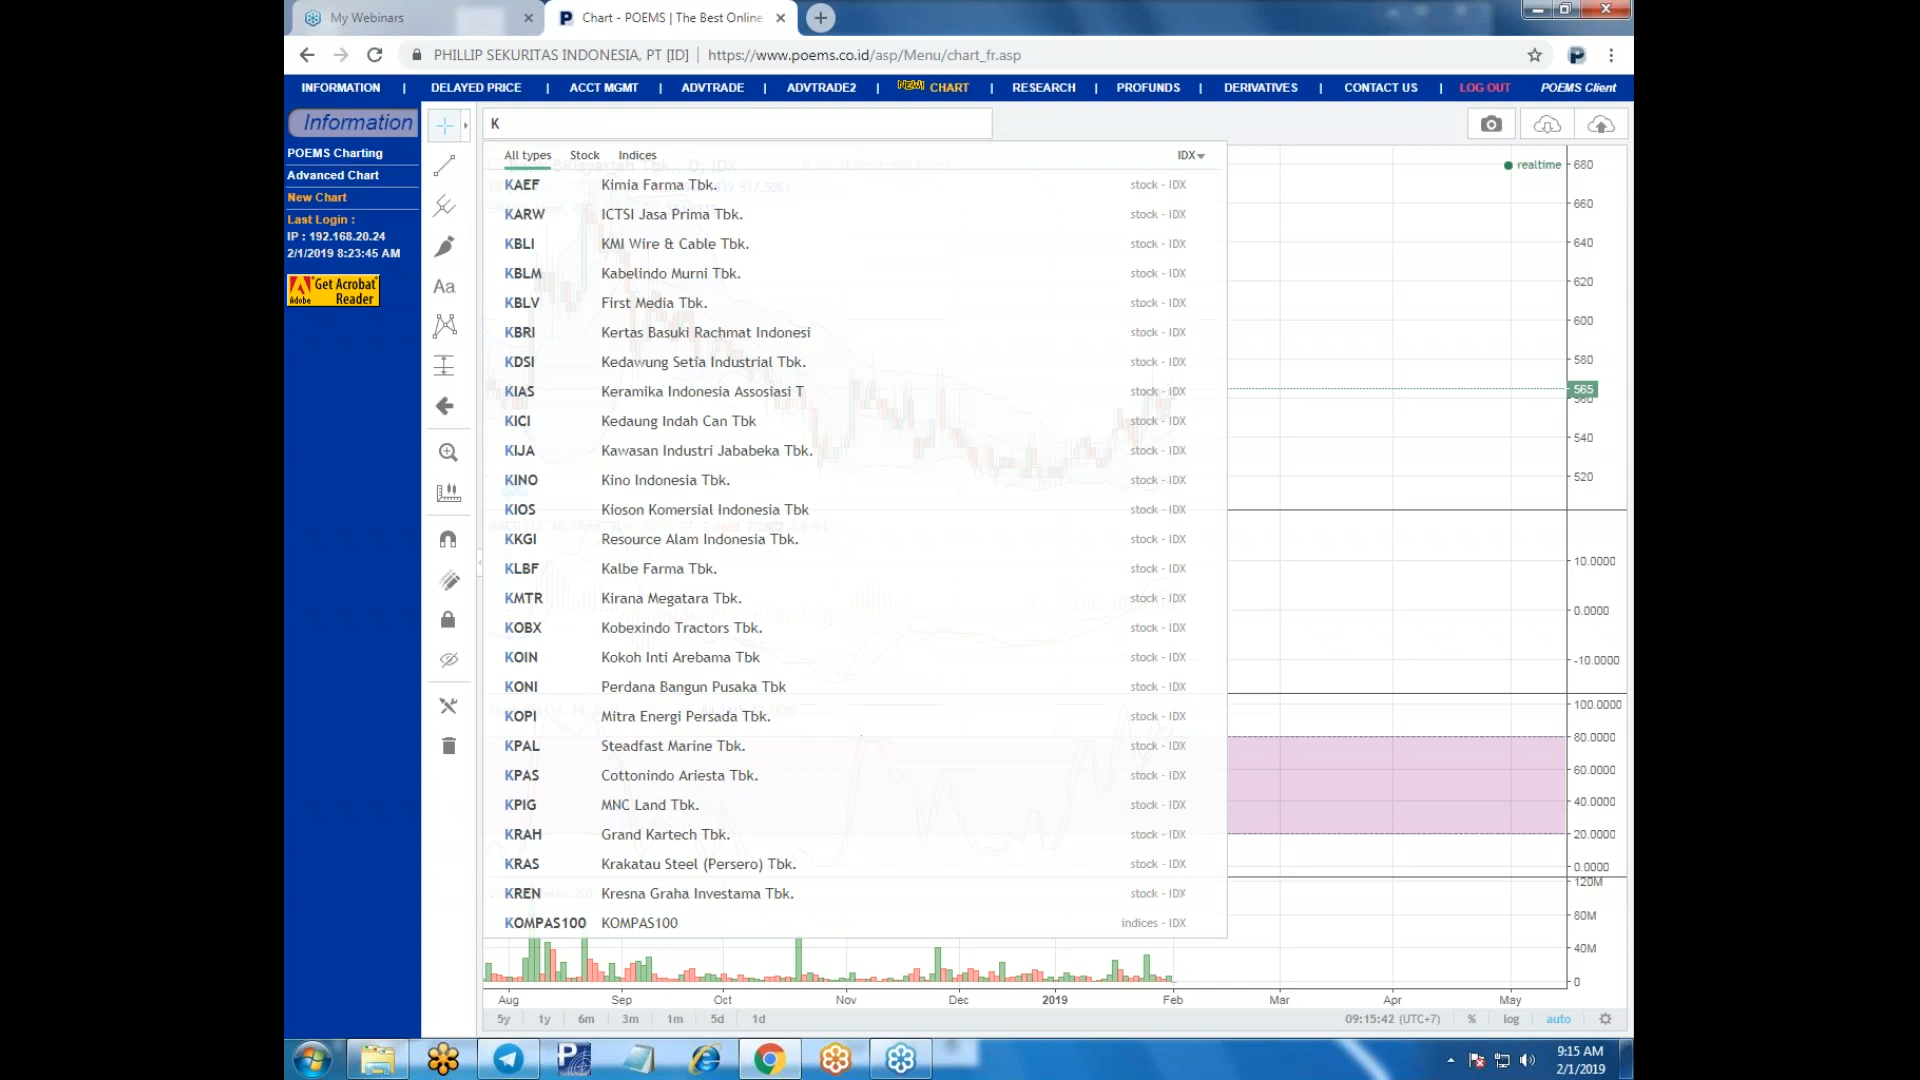 My Webinars
Chart - POEMS | The Best Online
PHILLIP SEKURITAS INDONESIA, PT [ID] | https://www.poems.co.id/asp/Menu/chart_fr.asp
INFORMATION | DELAYED PRICE | ACCT MGMT | ADVTRADE | ADVTRADE2 | NEW! CHART | RESEARCH | PROFUNDS | DERIVATIVES | CONTACT US | LOG OUT POEMS Client
Information
POEMS Charting
Advanced Chart
New Chart
Last Login :
IP : 192.168.20.24
2/1/2019 8:23:45 AM
Get Acrobat
Adobe Reader
Aa
K
All types Stock Indices IDX
KAEF Kimia Farma Tbk. stock - IDX
KARW ICTSI Jasa Prima Tbk. stock - IDX
KBLI KMI Wire & Cable Tbk. stock - IDX
KBLM Kabelindo Murni Tbk. stock - IDX
KBLV First Media Tbk. stock - IDX
KBRI Kertas Basuki Rachmat Indonesi stock - IDX
KDSI Kedawung Setia Industrial Tbk. stock - IDX
KIAS Keramika Indonesia Assosiasi T stock - IDX
KICI Kedaung Indah Can Tbk stock - IDX
KIJA Kawasan Industri Jababeka Tbk. stock - IDX
KINO Kino Indonesia Tbk. stock - IDX
KIOS Kioson Komersial Indonesia Tbk stock - IDX
KKGI Resource Alam Indonesia Tbk. stock - IDX
KLBF Kalbe Farma Tbk. stock - IDX
KMTR Kirana Megatara Tbk. stock - IDX
KOBX Kobexindo Tractors Tbk. stock - IDX
KOIN Kokoh Inti Arebama Tbk stock - IDX
KONI Perdana Bangun Pusaka Tbk stock - IDX
KOPI Mitra Energi Persada Tbk. stock - IDX
KPAL Steadfast Marine Tbk. stock - IDX
KPAS Cottonindo Ariesta Tbk. stock - IDX
KPIG MNC Land Tbk. stock - IDX
KRAH Grand Kartech Tbk. stock - IDX
KRAS Krakatau Steel (Persero) Tbk. stock - IDX
KREN Kresna Graha Investama Tbk. stock - IDX
KOMPAS100 KOMPAS100 indices - IDX
realtime
680
660
640
620
600
580
565
560
540
520
10.0000
0.0000
-10.0000
100.0000
80.0000
60.0000
40.0000
20.0000
0.0000
120M
80M
40M
0
Aug Sep Oct Nov Dec 2019 Feb Mar Apr May
5y 1y 6m 3m 1m 5d 1d 09:15:42 (UTC+7) % log auto
9:15 AM
2/1/2019